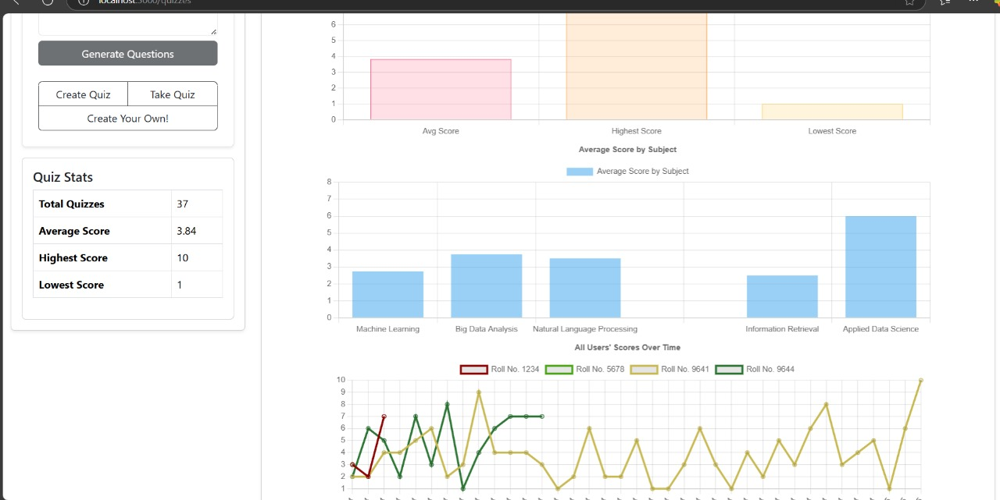 localhost:3000/quizzes
Generate Questions
Create Quiz
Take Quiz
Create Your Own!
Quiz Stats
Total Quizzes 37
Average Score 3.84
Highest Score 10
Lowest Score 1
6
5
4
3
2
1
0
Avg Score Highest Score Lowest Score
Average Score by Subject
Average Score by Subject
8
7
6
5
4
3
2
1
0
Machine Learning Big Data Analysis Natural Language Processing Information Retrieval Applied Data Science
All Users' Scores Over Time
Roll No. 1234 Roll No. 5678 Roll No. 9641 Roll No. 9644
10
9
8
7
6
5
4
3
2
1